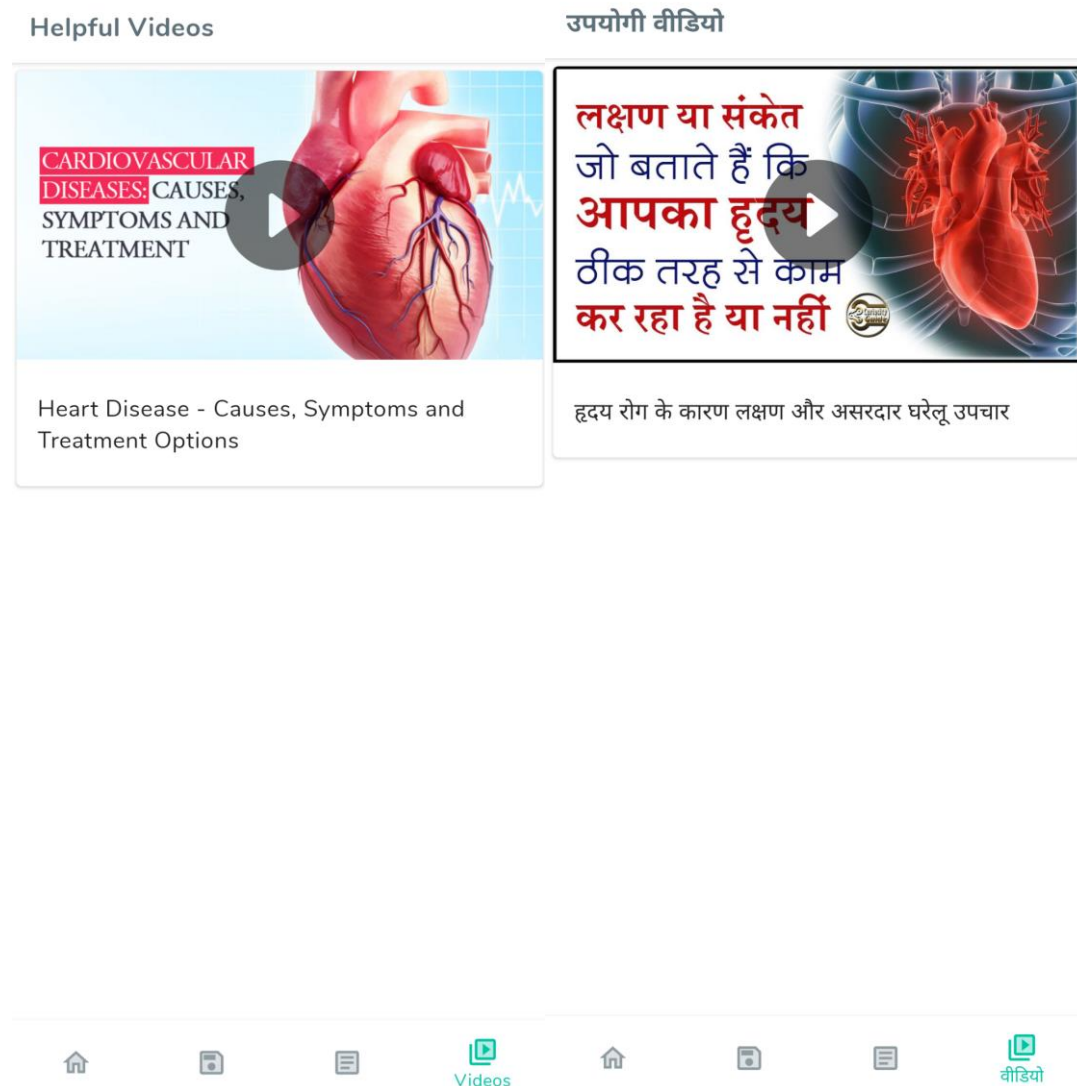 Helpful Videos
CARDIOVASCULAR
DISEASES: CAUSES,
SYMPTOMS AND
TREATMENT
Heart Disease - Causes, Symptoms and
Treatment Options
Videos
उपयोगी वीडियो
लक्षण या संकेत
जो बताते हैं कि
आपका हृदय
ठीक तरह से काम
कर रहा है या नहीं
हृदय रोग के कारण लक्षण और असरदार घरेलू उपचार
वीडियो